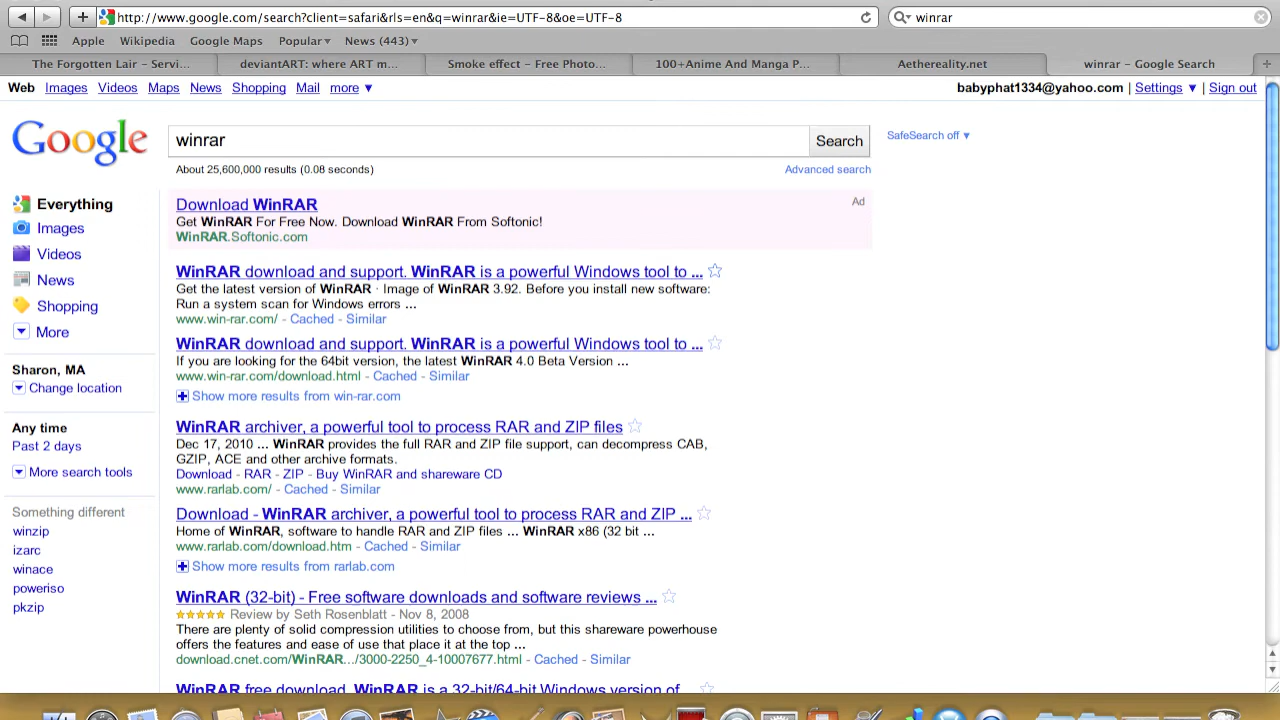 http://www.google.com/search?client=safari&rls=en&q=winrar&ie=UTF-8&oe=UTF-8
winrar
Apple Wikipedia Google Maps Popular▾ News (443)▾
The Forgotten Lair – Servi... deviantART: where ART m... Smoke effect – Free Photo... 100+Anime And Manga P... Aethereality.net winrar – Google Search
Web Images Videos Maps News Shopping Mail more ▼ babyphat1334@yahoo.com | Settings ▼ | Sign out
Google
winrar Search SafeSearch off ▼
About 25,600,000 results (0.08 seconds) Advanced search
Everything
Images
Videos
News
Shopping
More
Sharon, MA
Change location
Any time
Past 2 days
More search tools
Something different
winzip
izarc
winace
poweriso
pkzip
Download WinRAR Ad
Get WinRAR For Free Now. Download WinRAR From Softonic!
WinRAR.Softonic.com
WinRAR download and support. WinRAR is a powerful Windows tool to ...
Get the latest version of WinRAR · Image of WinRAR 3.92. Before you install new software:
Run a system scan for Windows errors ...
www.win-rar.com/ - Cached - Similar
WinRAR download and support. WinRAR is a powerful Windows tool to ...
If you are looking for the 64bit version, the latest WinRAR 4.0 Beta Version ...
www.win-rar.com/download.html - Cached - Similar
Show more results from win-rar.com
WinRAR archiver, a powerful tool to process RAR and ZIP files
Dec 17, 2010 ... WinRAR provides the full RAR and ZIP file support, can decompress CAB,
GZIP, ACE and other archive formats.
Download - RAR - ZIP - Buy WinRAR and shareware CD
www.rarlab.com/ - Cached - Similar
Download - WinRAR archiver, a powerful tool to process RAR and ZIP ...
Home of WinRAR, software to handle RAR and ZIP files ... WinRAR x86 (32 bit ...
www.rarlab.com/download.htm - Cached - Similar
Show more results from rarlab.com
WinRAR (32-bit) - Free software downloads and software reviews ...
Review by Seth Rosenblatt - Nov 8, 2008
There are plenty of solid compression utilities to choose from, but this shareware powerhouse
offers the features and ease of use that place it at the top ...
download.cnet.com/WinRAR.../3000-2250_4-10007677.html - Cached - Similar
WinRAR free download. WinRAR is a 32-bit/64-bit Windows version of